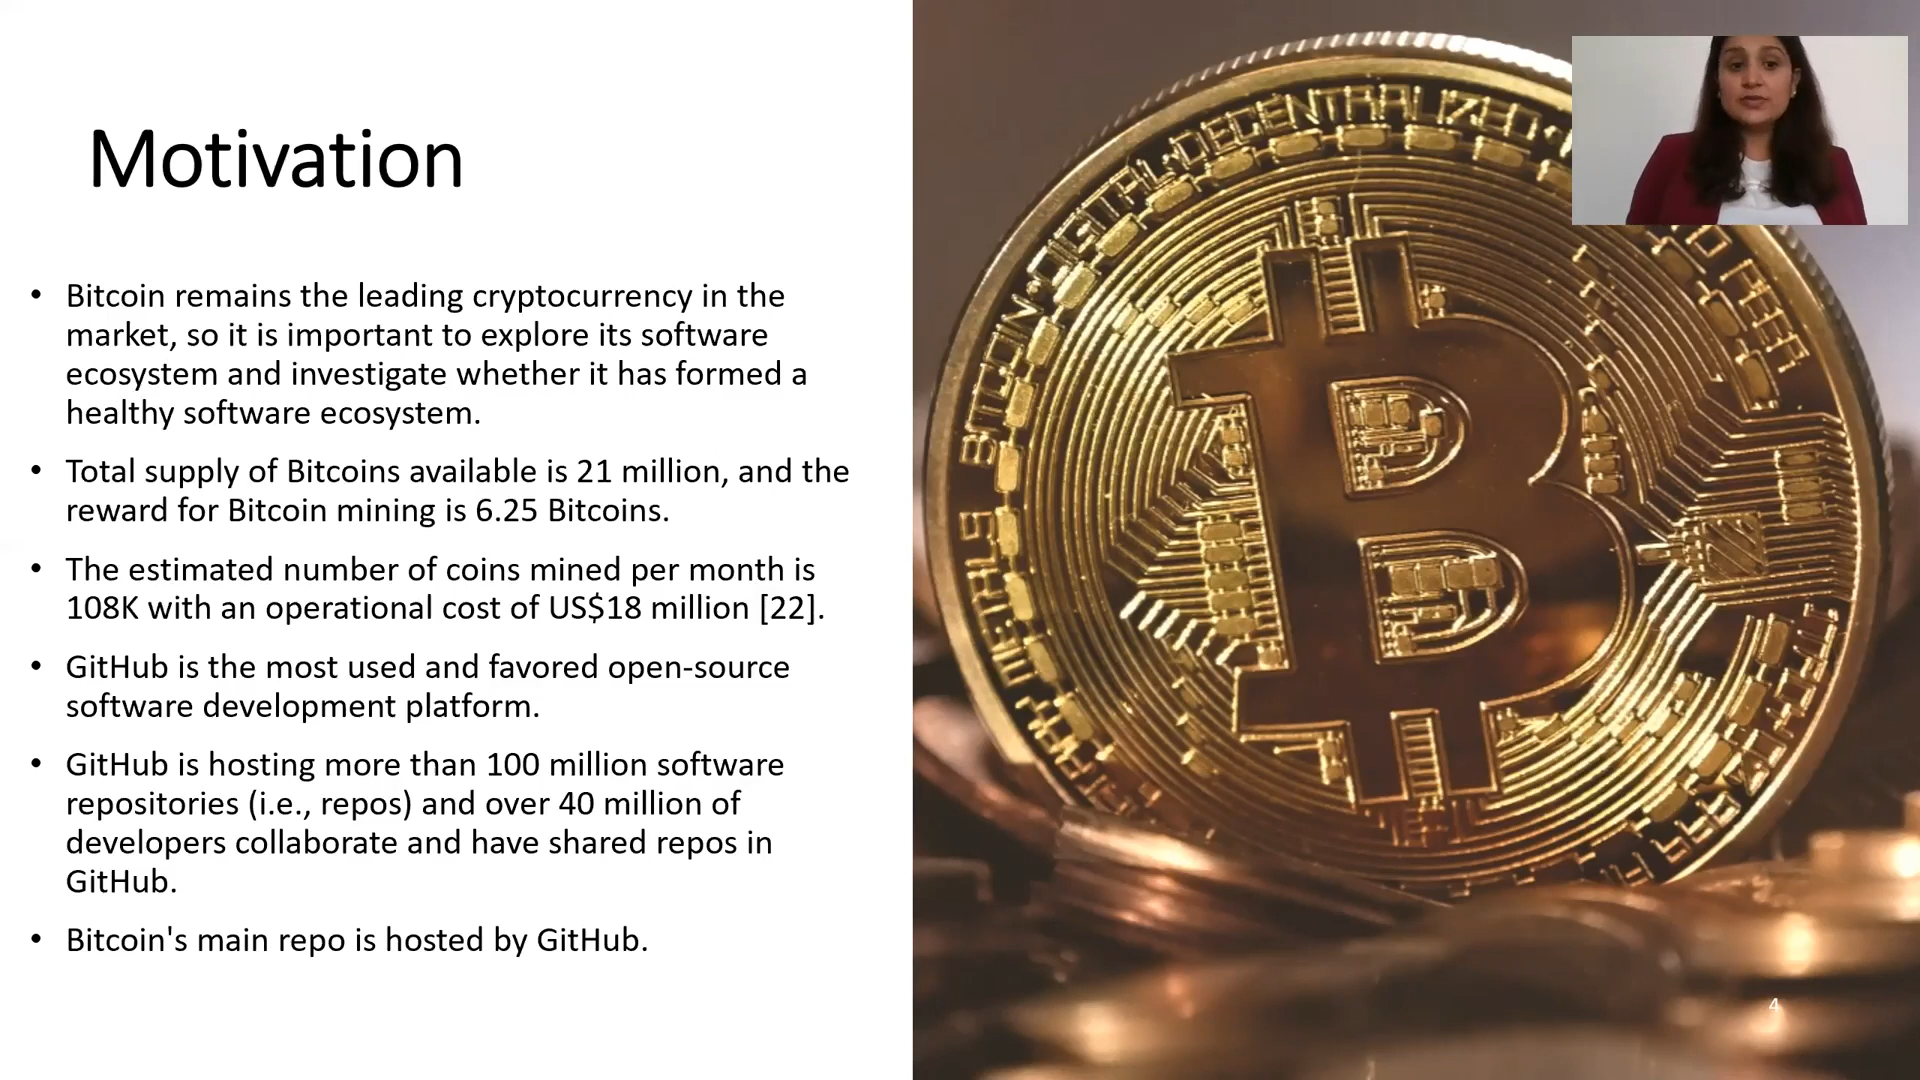 Motivation
• Bitcoin remains the leading cryptocurrency in the
market, so it is important to explore its software
ecosystem and investigate whether it has formed a
healthy software ecosystem.
• Total supply of Bitcoins available is 21 million, and the
reward for Bitcoin mining is 6.25 Bitcoins.
• The estimated number of coins mined per month is
108K with an operational cost of US$18 million [22].
• GitHub is the most used and favored open-source
software development platform.
• GitHub is hosting more than 100 million software
repositories (i.e., repos) and over 40 million of
developers collaborate and have shared repos in
GitHub.
• Bitcoin's main repo is hosted by GitHub.
BITCOIN·DIGITAL·DECENTRALIZED·
TO PEER
4